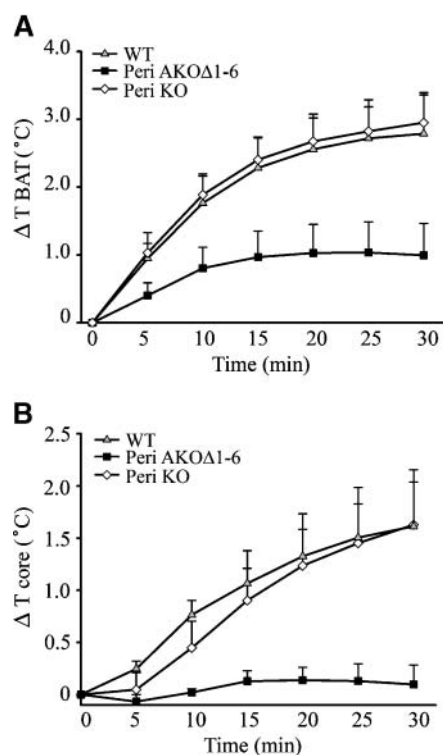 A
4.0
WT
Peri AKOΔ1-6
Peri KO
3.0
Δ T BAT (°C)
2.0
1.0
0
0 5 10 15 20 25 30
Time (min)
B
2.5
WT
Peri AKOΔ1-6
Peri KO
2.0
1.5
Δ T core (°C)
1.0
0.5
0
0 5 10 15 20 25 30
Time (min)